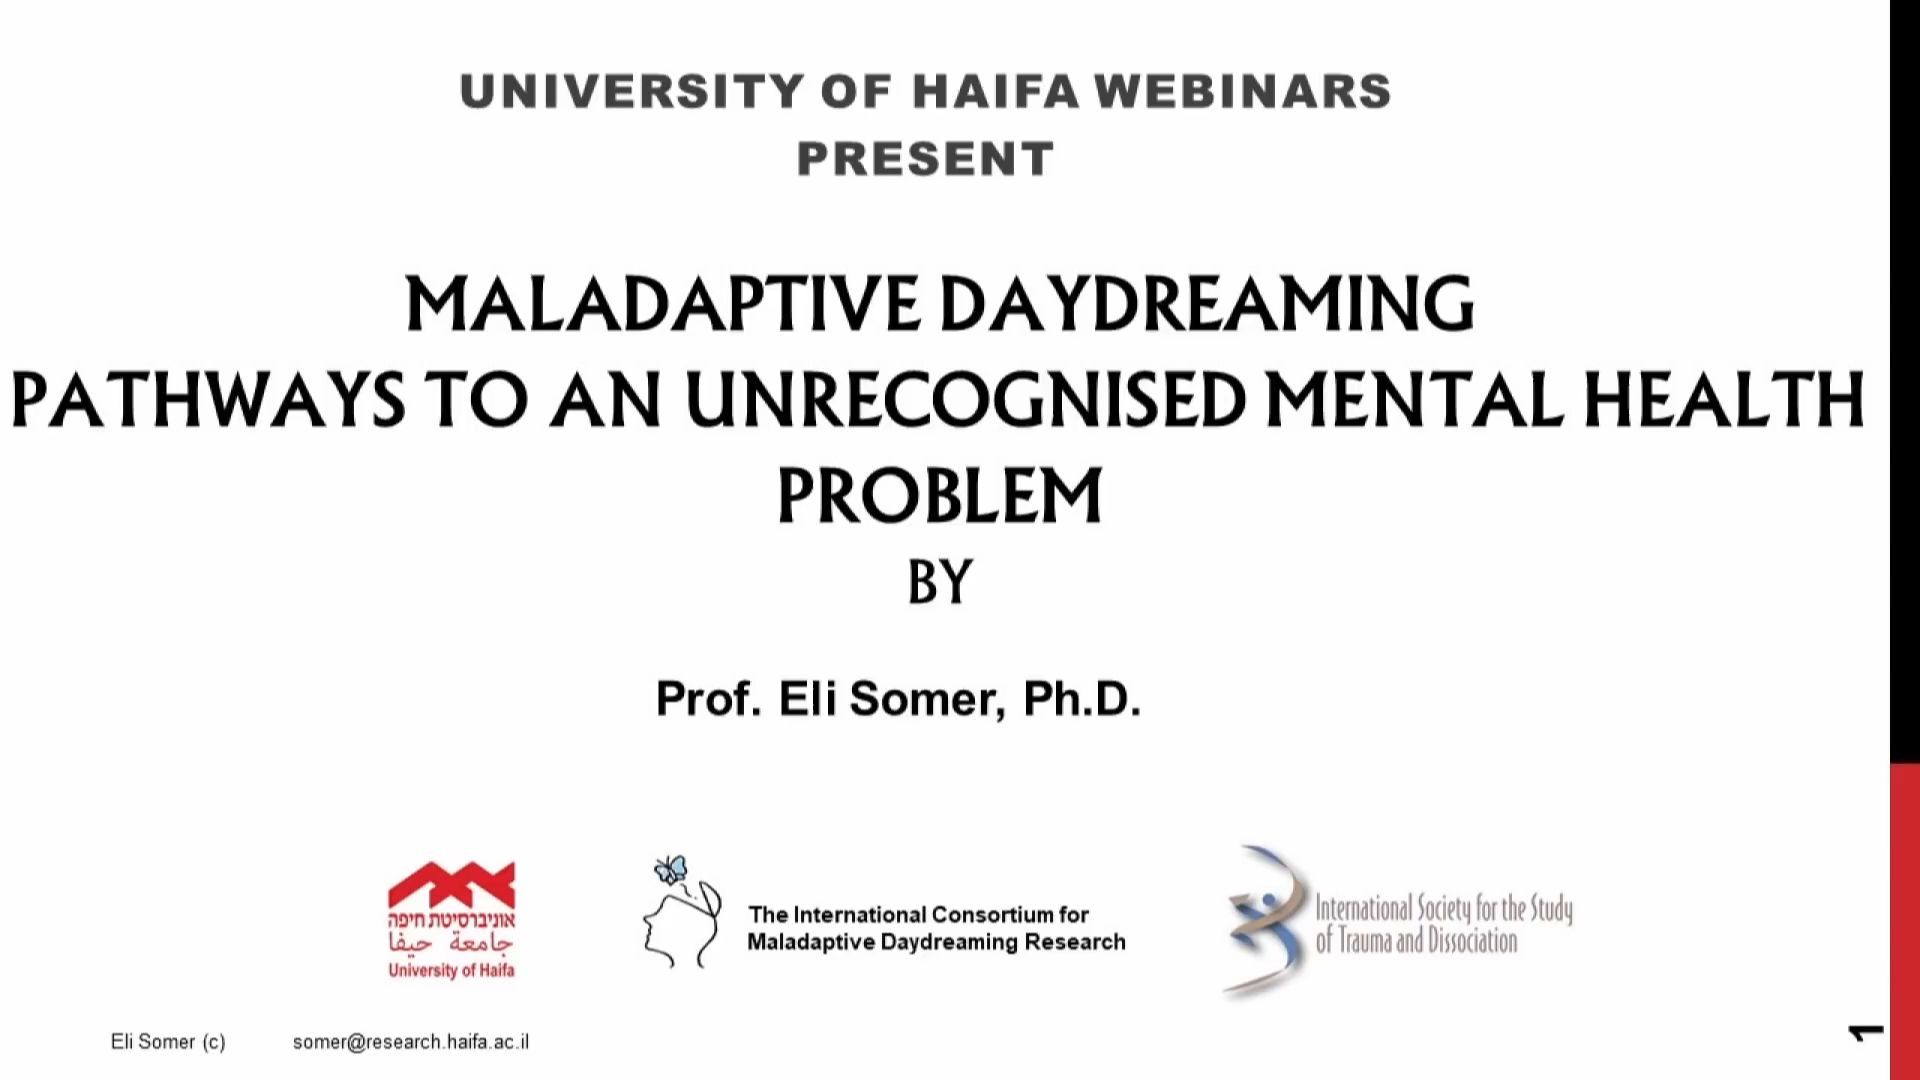 UNIVERSITY OF HAIFA WEBINARS
PRESENT
MALADAPTIVE DAYDREAMING
PATHWAYS TO AN UNRECOGNISED MENTAL HEALTH
PROBLEM
BY
Prof. Eli Somer, Ph.D.
אוניברסיטת חיפה
جامعة حيفا
University of Haifa
The International Consortium for
Maladaptive Daydreaming Research
International Society for the Study
of Trauma and Dissociation
Eli Somer (c) somer@research.haifa.ac.il
1